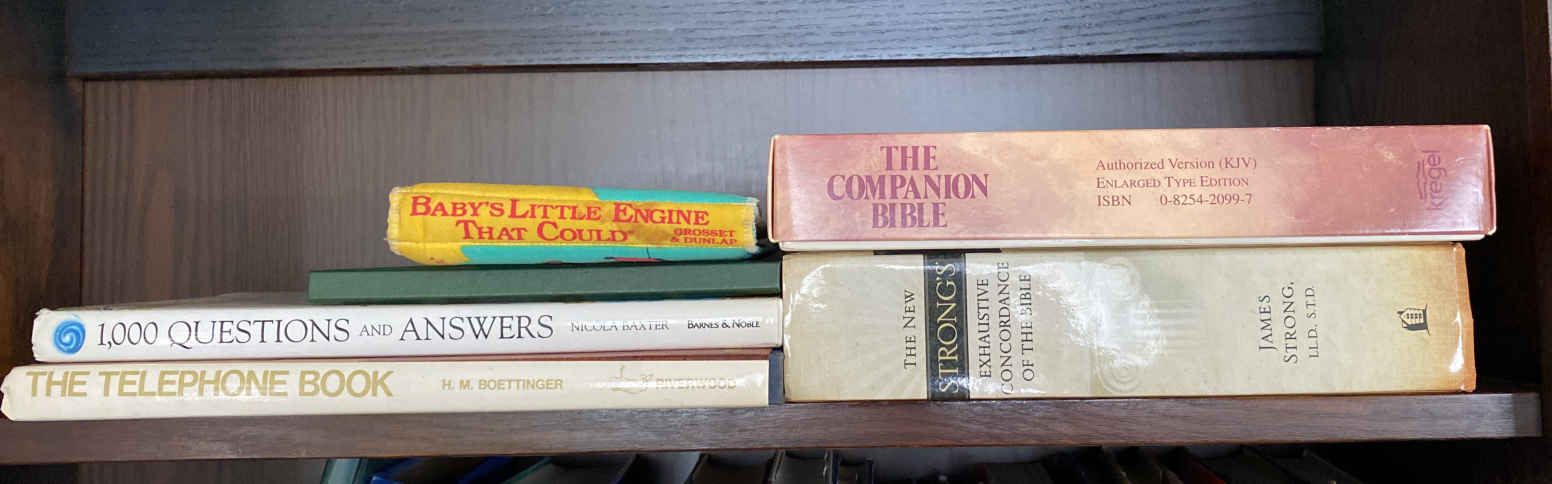 BABY'S LITTLE ENGINE
THAT COULD
GROSSET
& DUNLAP
1,000 QUESTIONS AND ANSWERS NICOLA BAXTER BARNES & NOBLE
THE TELEPHONE BOOK H. M. BOETTINGER RIVERWOOD
THE
COMPANION
BIBLE
Authorized Version (KJV)
ENLARGED TYPE EDITION
ISBN 0-8254-2099-7
kregel
THE NEW
STRONG'S
EXHAUSTIVE
CONCORDANCE
OF THE BIBLE
JAMES
STRONG,
LL.D., S.T.D.